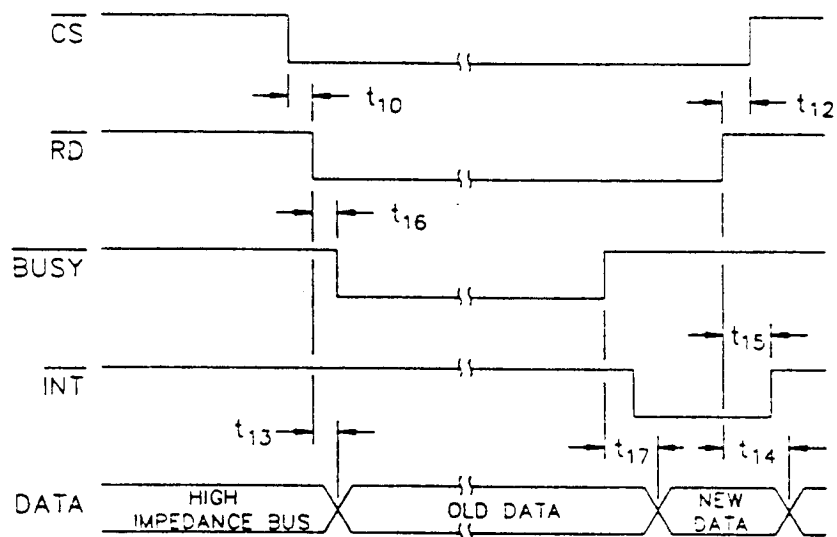 CS
t10
t12
RD
t16
BUSY
t15
INT
t13
t17
t14
DATA
HIGH
IMPEDANCE BUS
OLD DATA
NEW
DATA